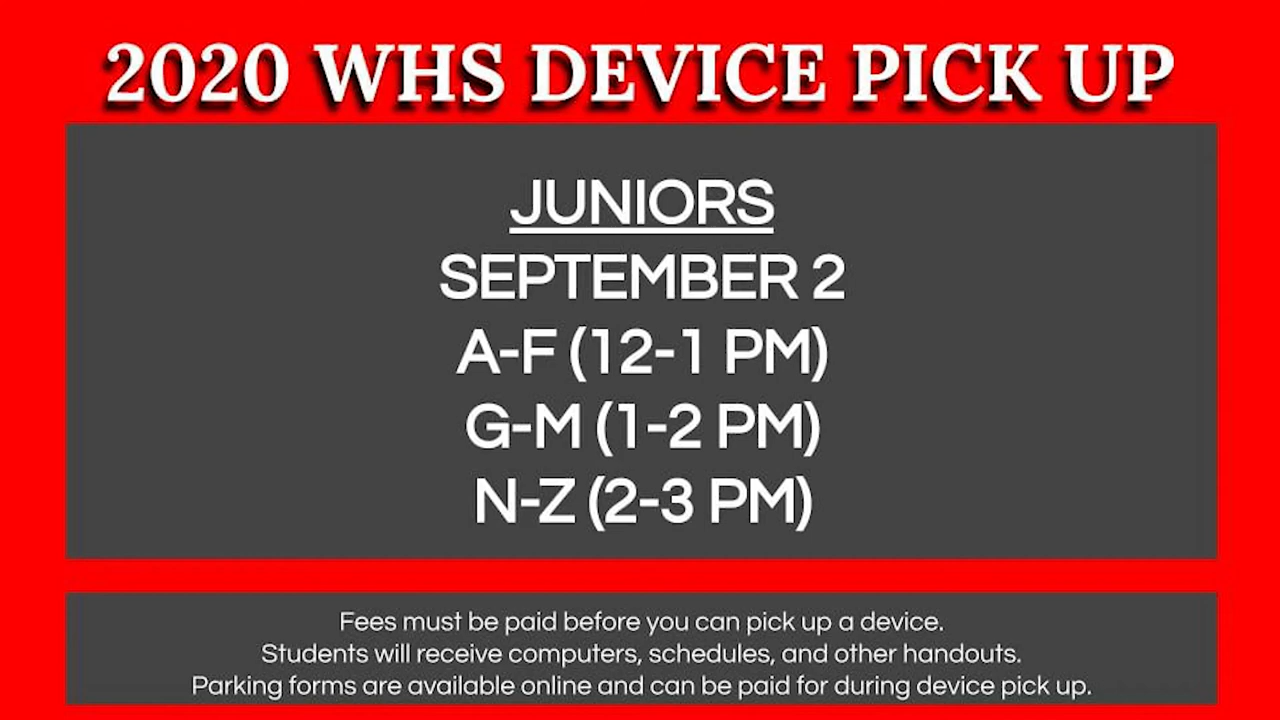 2020 WHS DEVICE PICK UP
JUNIORS
SEPTEMBER 2
A-F (12-1 PM)
G-M (1-2 PM)
N-Z (2-3 PM)
Fees must be paid before you can pick up a device.
Students will receive computers, schedules, and other handouts.
Parking forms are available online and can be paid for during device pick up.